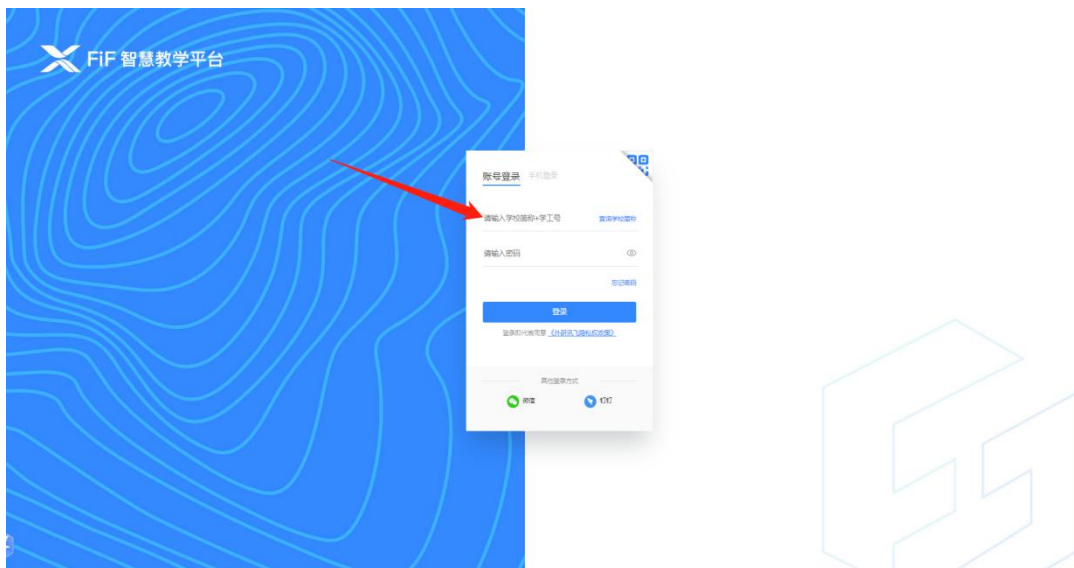 FiF 智慧教学平台
账号登录 手机登录
请输入学校简称+学工号 查询学校简称
请输入密码
忘记密码
登录
登录即代表同意《外研讯飞隐私权政策》
其他登录方式
微信 钉钉